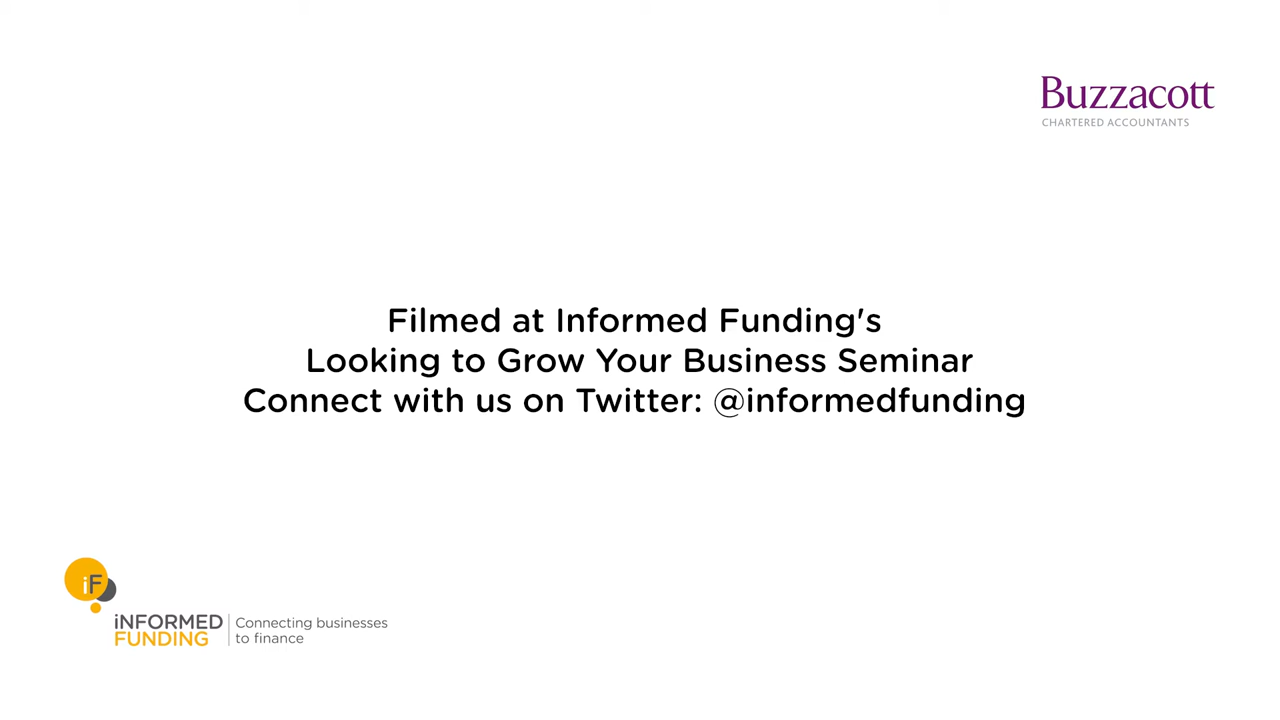 Buzzacott
CHARTERED ACCOUNTANTS
Filmed at Informed Funding's
Looking to Grow Your Business Seminar
Connect with us on Twitter: @informedfunding
iF
iNFORMED
FUNDING
Connecting businesses
to finance